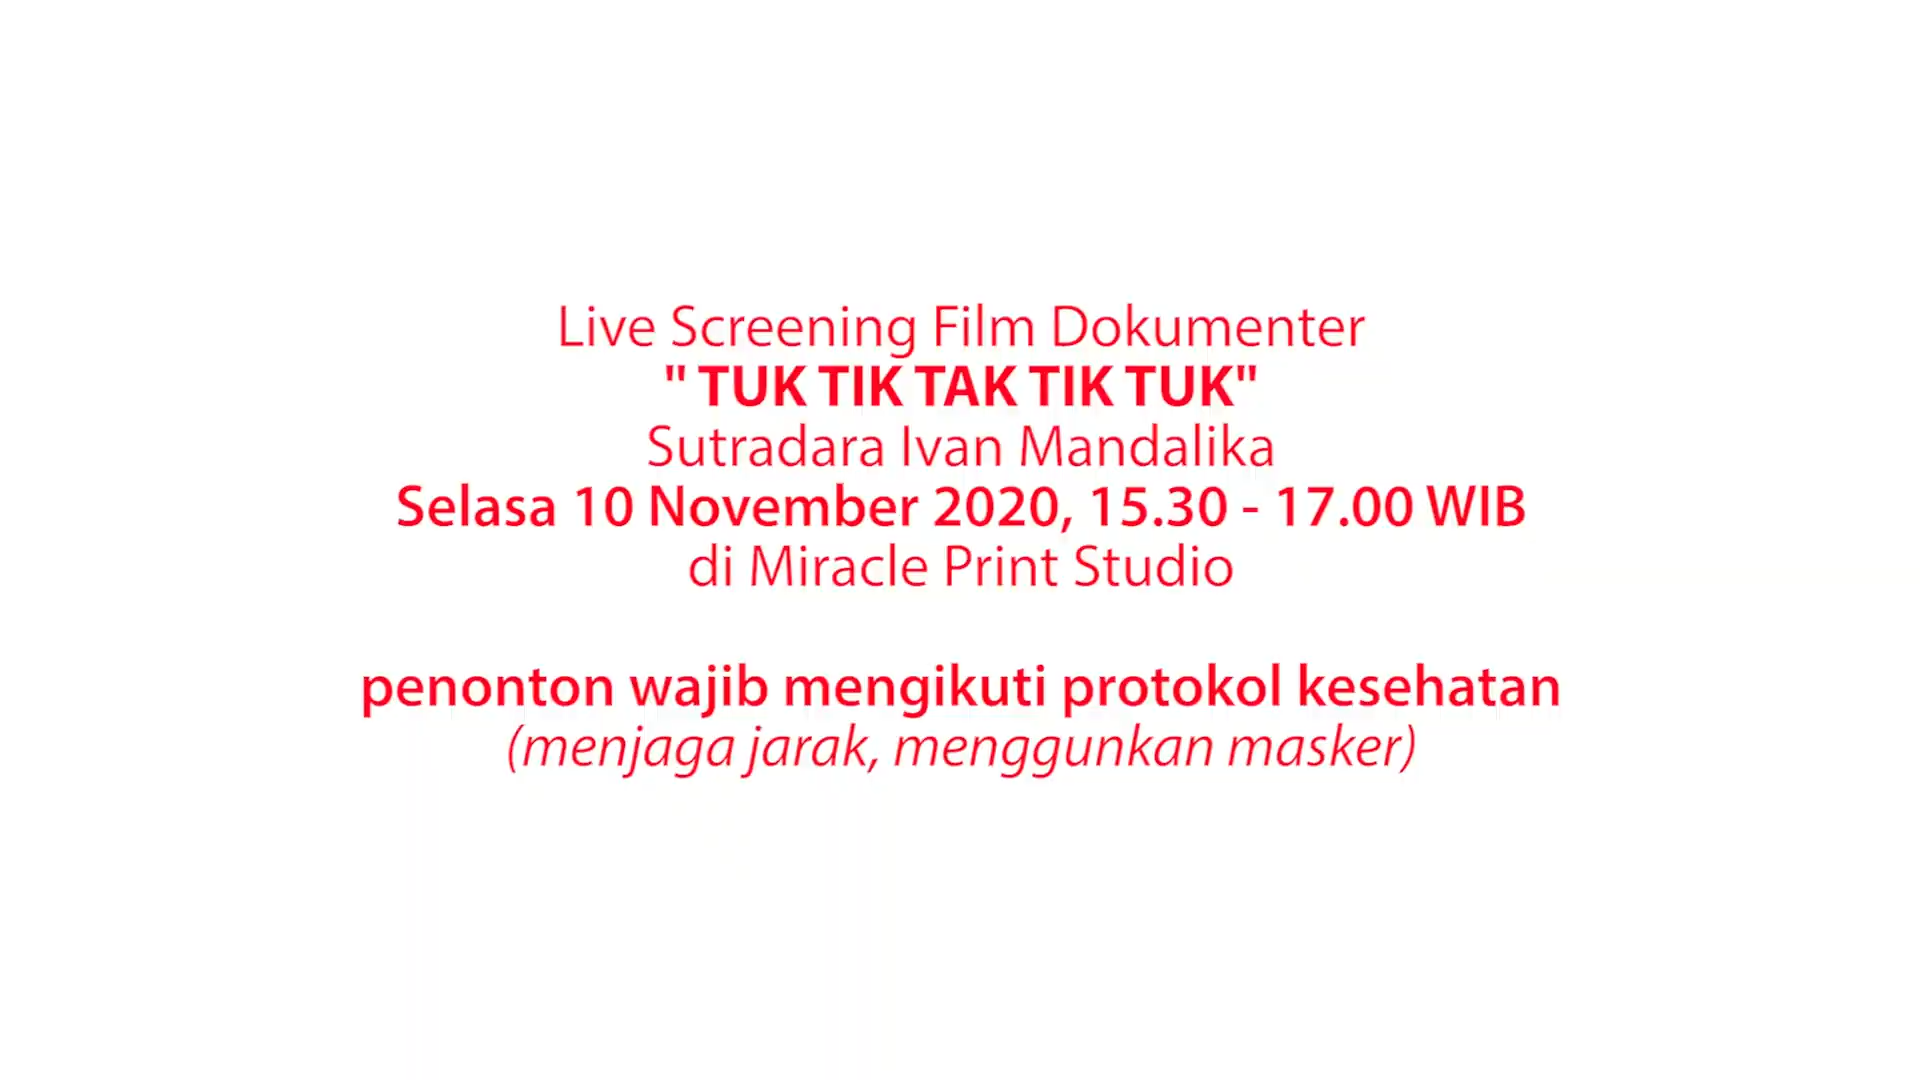 Live Screening Film Dokumenter
" TUK TIK TAK TIK TUK"
Sutradara Ivan Mandalika
Selasa 10 November 2020, 15.30 - 17.00 WIB
di Miracle Print Studio
penonton wajib mengikuti protokol kesehatan
(menjaga jarak, menggunkan masker)